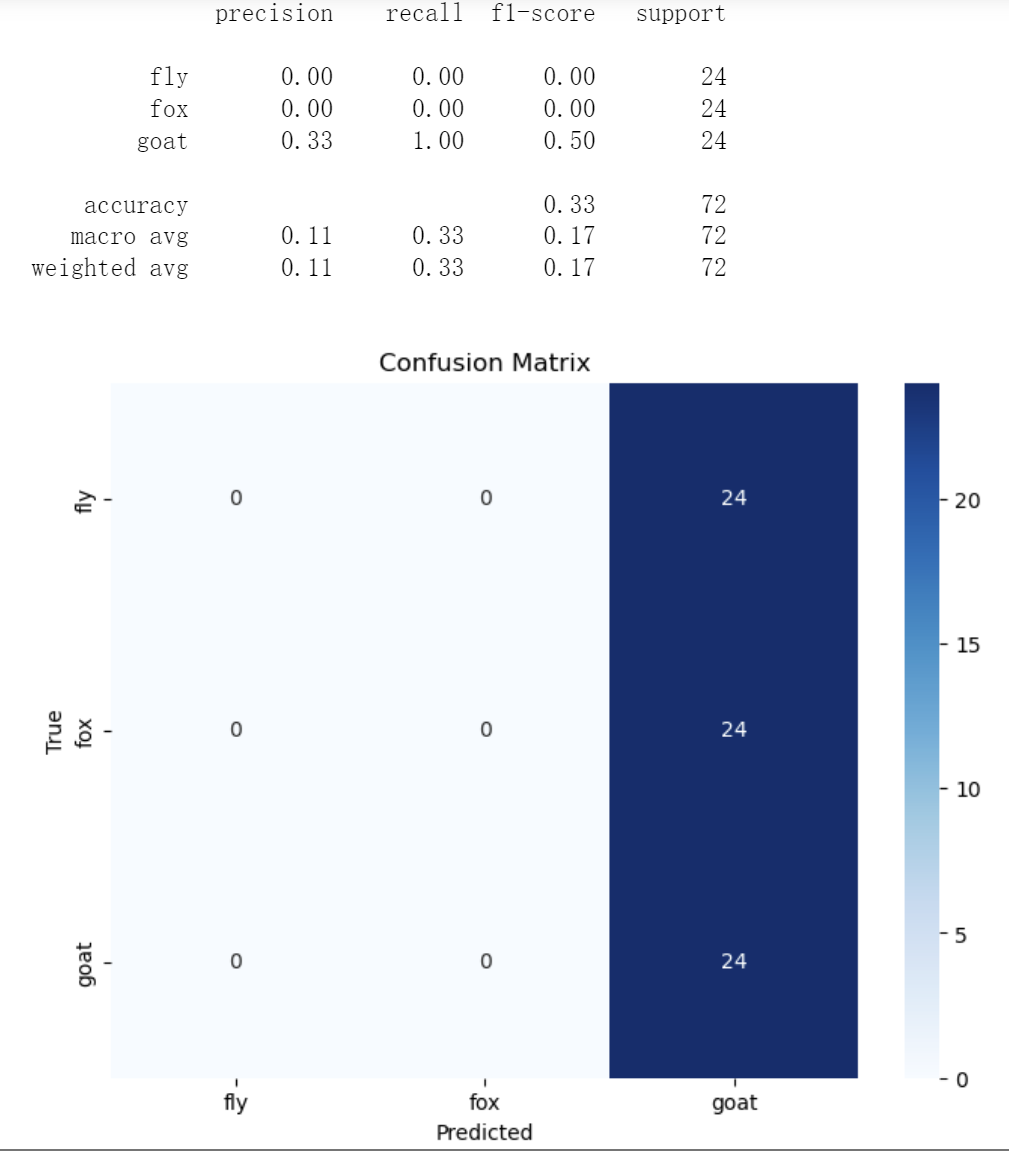 precision recall f1-score support
fly 0.00 0.00 0.00 24
fox 0.00 0.00 0.00 24
goat 0.33 1.00 0.50 24
accuracy 0.33 72
macro avg 0.11 0.33 0.17 72
weighted avg 0.11 0.33 0.17 72
Confusion Matrix
fly 0 0 24
fox 0 0 24
goat 0 0 24
True
fly fox goat
Predicted
20
15
10
5
0